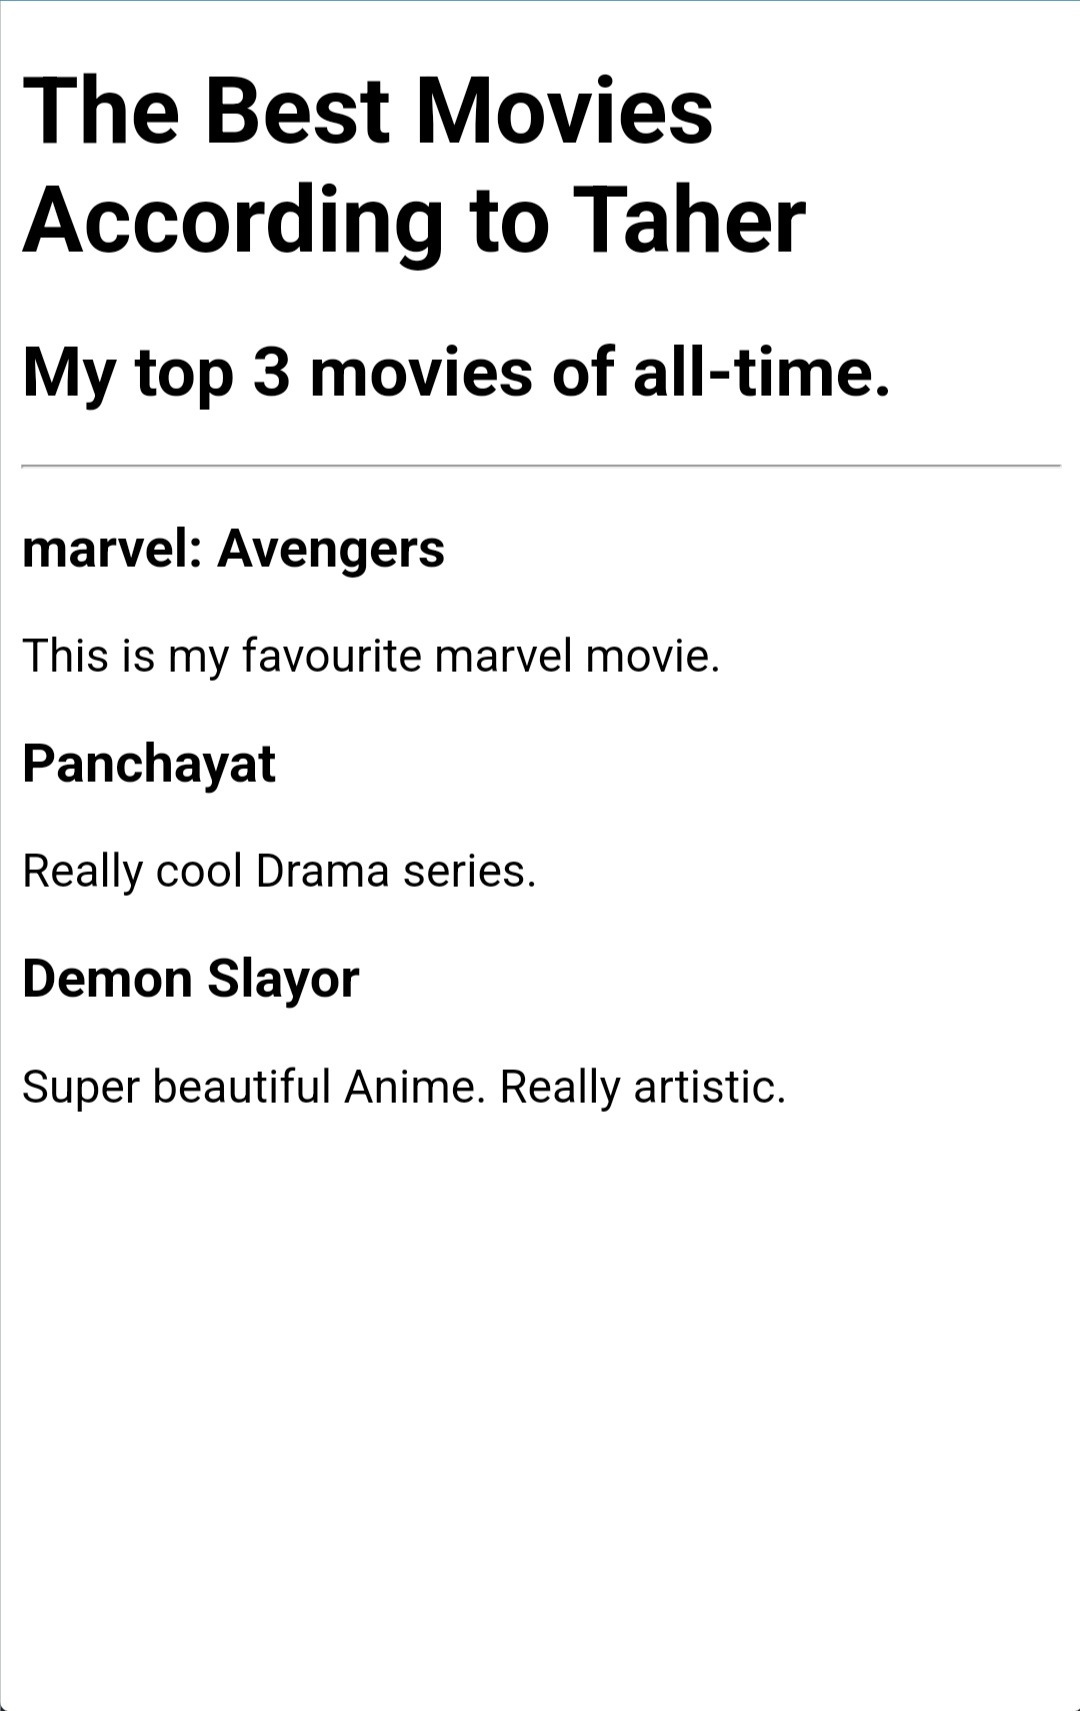 The Best Movies
According to Taher
My top 3 movies of all-time.
marvel: Avengers
This is my favourite marvel movie.
Panchayat
Really cool Drama series.
Demon Slayor
Super beautiful Anime. Really artistic.